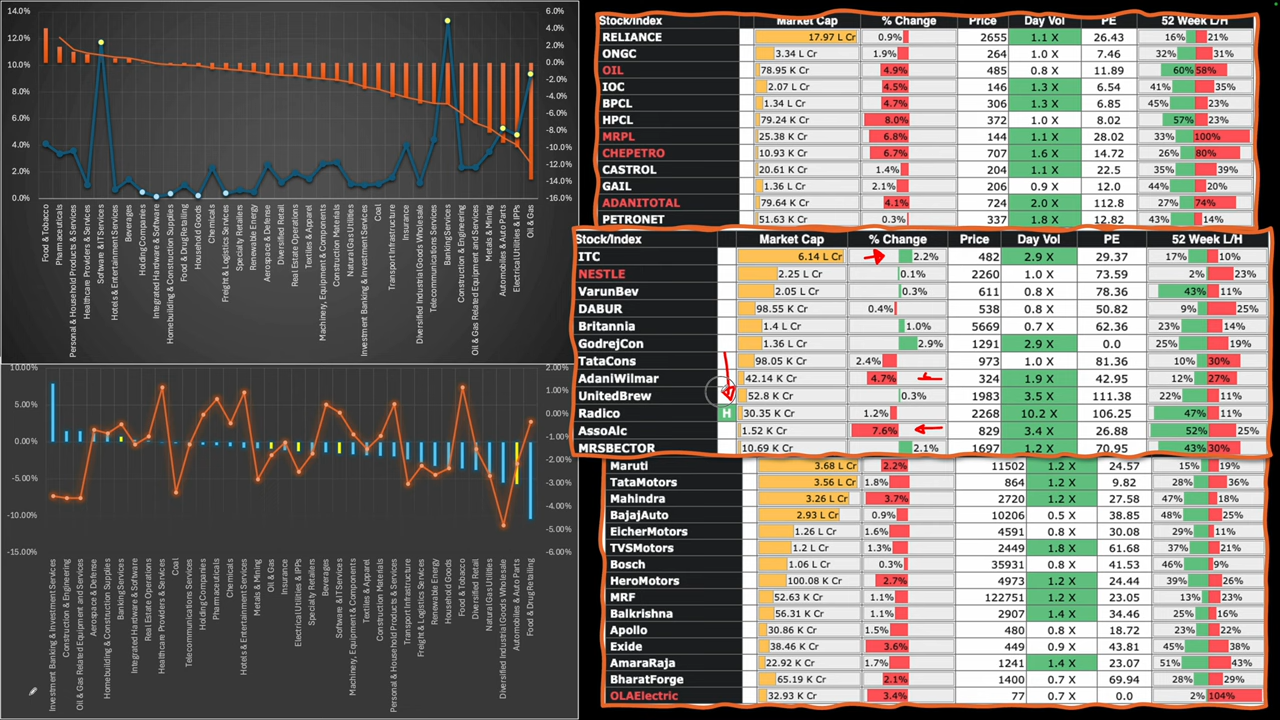 14.0%
12.0%
10.0%
8.0%
6.0%
4.0%
2.0%
0.0%
6.0%
4.0%
2.0%
0.0%
-2.0%
-4.0%
-6.0%
-8.0%
-10.0%
-12.0%
-14.0%
-16.0%
Food & Tobacco
Pharmaceuticals
Personal & Household Products & Services
Healthcare Providers & Services
Software & IT Services
Hotels & Entertainment Services
Beverages
Holding Companies
Integrated Hardware & Software
Homebuilding & Construction Supplies
Food & Drug Retailing
Household Goods
Chemicals
Freight & Logistics Services
Specialty Retailers
Renewable Energy
Aerospace & Defense
Diversified Retail
Real Estate Operations
Textiles & Apparel
Machinery, Equipment & Components
Construction Materials
Natural Gas Utilities
Investment Banking & Investment Services
Coal
Transport Infrastructure
Insurance
Diversified Industrial Goods Wholesale
Telecommunications Services
Banking Services
Construction & Engineering
Oil & Gas Related Equipment and Services
Metals & Mining
Automobiles & Auto Parts
Electrical Utilities & IPPs
Oil & Gas
10.00%
5.00%
0.00%
-5.00%
-10.00%
-15.00%
2.00%
1.00%
0.00%
-1.00%
-2.00%
-3.00%
-4.00%
-5.00%
-6.00%
Investment Banking & Investment Services
Construction & Engineering
Oil & Gas Related Equipment and Services
Aerospace & Defense
Homebuilding & Construction Supplies
Banking Services
Integrated Hardware & Software
Real Estate Operations
Healthcare Providers & Services
Coal
Telecommunications Services
Holding Companies
Pharmaceuticals
Chemicals
Hotels & Entertainment Services
Metals & Mining
Oil & Gas
Insurance
Electrical Utilities & IPPs
Specialty Retailers
Beverages
Software & IT Services
Machinery, Equipment & Components
Textiles & Apparel
Construction Materials
Personal & Household Products & Services
Transport Infrastructure
Freight & Logistics Services
Renewable Energy
Household Goods
Food & Tobacco
Diversified Retail
Natural Gas Utilities
Diversified Industrial Goods Wholesale
Automobiles & Auto Parts
Food & Drug Retailing
Stock/Index Market Cap % Change Price Day Vol PE 52 Week L/H
RELIANCE 17.97 L Cr 0.9% 2655 1.1 X 26.43 16% 21%
ONGC 3.34 L Cr 1.9% 264 1.0 X 7.46 32% 31%
OIL 78.95 K Cr 4.9% 485 0.8 X 11.89 60% 58%
IOC 2.07 L Cr 4.5% 146 1.3 X 6.54 41% 35%
BPCL 1.34 L Cr 4.7% 306 1.3 X 6.85 45% 23%
HPCL 79.24 K Cr 8.0% 372 1.0 X 8.02 57% 23%
MRPL 25.38 K Cr 6.8% 144 1.1 X 28.02 33% 100%
CHEPETRO 10.93 K Cr 6.7% 707 1.6 X 14.72 26% 80%
CASTROL 20.61 K Cr 1.4% 204 1.1 X 22.5 35% 39%
GAIL 1.36 L Cr 2.1% 206 0.9 X 12.0 44% 20%
ADANITOTAL 79.64 K Cr 4.1% 724 2.0 X 112.8 27% 74%
PETRONET 51.63 K Cr 0.3% 337 1.8 X 12.82 43% 14%
Stock/Index Market Cap % Change Price Day Vol PE 52 Week L/H
ITC 6.14 L Cr 2.2% 482 2.9 X 29.37 17% 10%
NESTLE 2.25 L Cr 0.1% 2260 1.0 X 73.59 2% 23%
VarunBev 2.05 L Cr 0.3% 611 0.8 X 78.36 43% 11%
DABUR 98.55 K Cr 0.4% 538 0.8 X 50.82 9% 25%
Britannia 1.4 L Cr 1.0% 5669 0.7 X 62.36 23% 14%
GodrejCon 1.36 L Cr 2.9% 1291 2.9 X 0.0 25% 19%
TataCons 98.05 K Cr 2.4% 973 1.0 X 81.36 10% 30%
AdaniWilmar 42.14 K Cr 4.7% 324 1.9 X 42.95 12% 27%
UnitedBrew 52.8 K Cr 0.3% 1983 3.5 X 111.38 22% 11%
Radico H 30.35 K Cr 1.2% 2268 10.2 X 106.25 47% 11%
AssoAlc 1.52 K Cr 7.6% 829 3.4 X 26.88 52% 25%
MRSBECTOR 10.69 K Cr 2.1% 1697 1.2 X 70.95 43% 30%
Maruti 3.68 L Cr 2.2% 11502 1.2 X 24.57 15% 19%
TataMotors 3.56 L Cr 1.8% 864 1.2 X 9.82 28% 36%
Mahindra 3.26 L Cr 3.7% 2720 1.2 X 27.58 47% 18%
BajajAuto 2.93 L Cr 0.9% 10206 0.5 X 38.85 48% 25%
EicherMotors 1.26 L Cr 1.6% 4591 0.8 X 30.08 29% 11%
TVSMotors 1.2 L Cr 1.3% 2449 1.8 X 61.68 37% 21%
Bosch 1.06 L Cr 0.3% 35931 0.8 X 41.53 46% 9%
HeroMotors 100.08 K Cr 2.7% 4973 1.2 X 24.44 39% 26%
MRF 52.63 K Cr 1.1% 122751 1.2 X 23.05 13% 23%
Balkrishna 56.31 K Cr 1.1% 2907 1.4 X 34.46 25% 16%
Apollo 30.86 K Cr 1.5% 480 0.8 X 18.72 23% 22%
Exide 38.46 K Cr 3.6% 449 0.9 X 43.81 45% 38%
AmaraRaja 22.92 K Cr 1.7% 1241 1.4 X 23.07 51% 43%
BharatForge 65.19 K Cr 2.1% 1400 0.7 X 69.94 28% 29%
OLAElectric 32.93 K Cr 3.4% 77 0.7 X 0.0 2% 104%